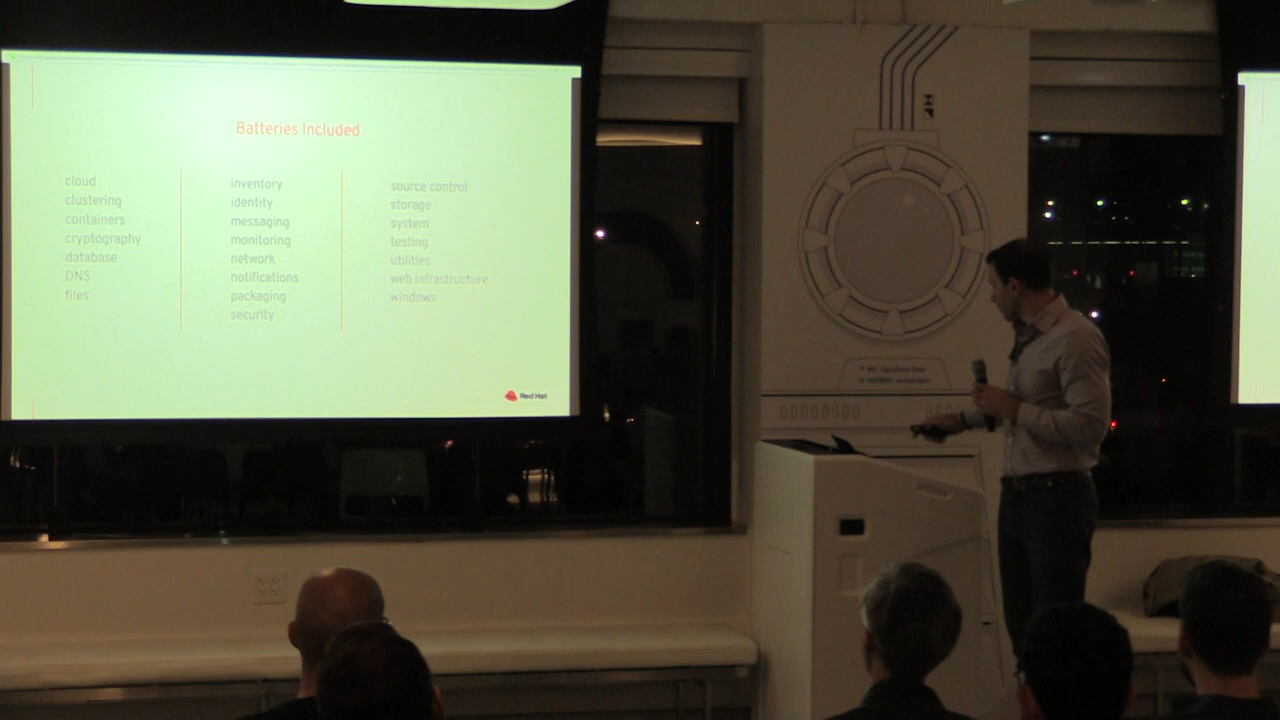 Batteries Included
cloud
clustering
containers
cryptography
database
DNS
files
inventory
identity
messaging
monitoring
network
notifications
packaging
security
source control
storage
system
testing
utilities
web infrastructure
windows
Red Hat